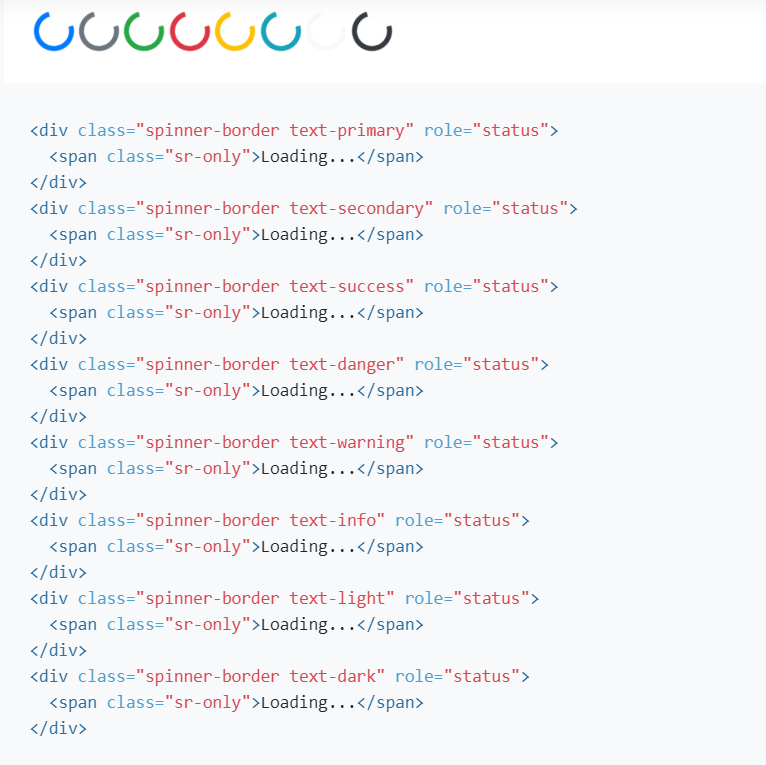 <div class="spinner-border text-primary" role="status">
  <span class="sr-only">Loading...</span>
</div>
<div class="spinner-border text-secondary" role="status">
  <span class="sr-only">Loading...</span>
</div>
<div class="spinner-border text-success" role="status">
  <span class="sr-only">Loading...</span>
</div>
<div class="spinner-border text-danger" role="status">
  <span class="sr-only">Loading...</span>
</div>
<div class="spinner-border text-warning" role="status">
  <span class="sr-only">Loading...</span>
</div>
<div class="spinner-border text-info" role="status">
  <span class="sr-only">Loading...</span>
</div>
<div class="spinner-border text-light" role="status">
  <span class="sr-only">Loading...</span>
</div>
<div class="spinner-border text-dark" role="status">
  <span class="sr-only">Loading...</span>
</div>